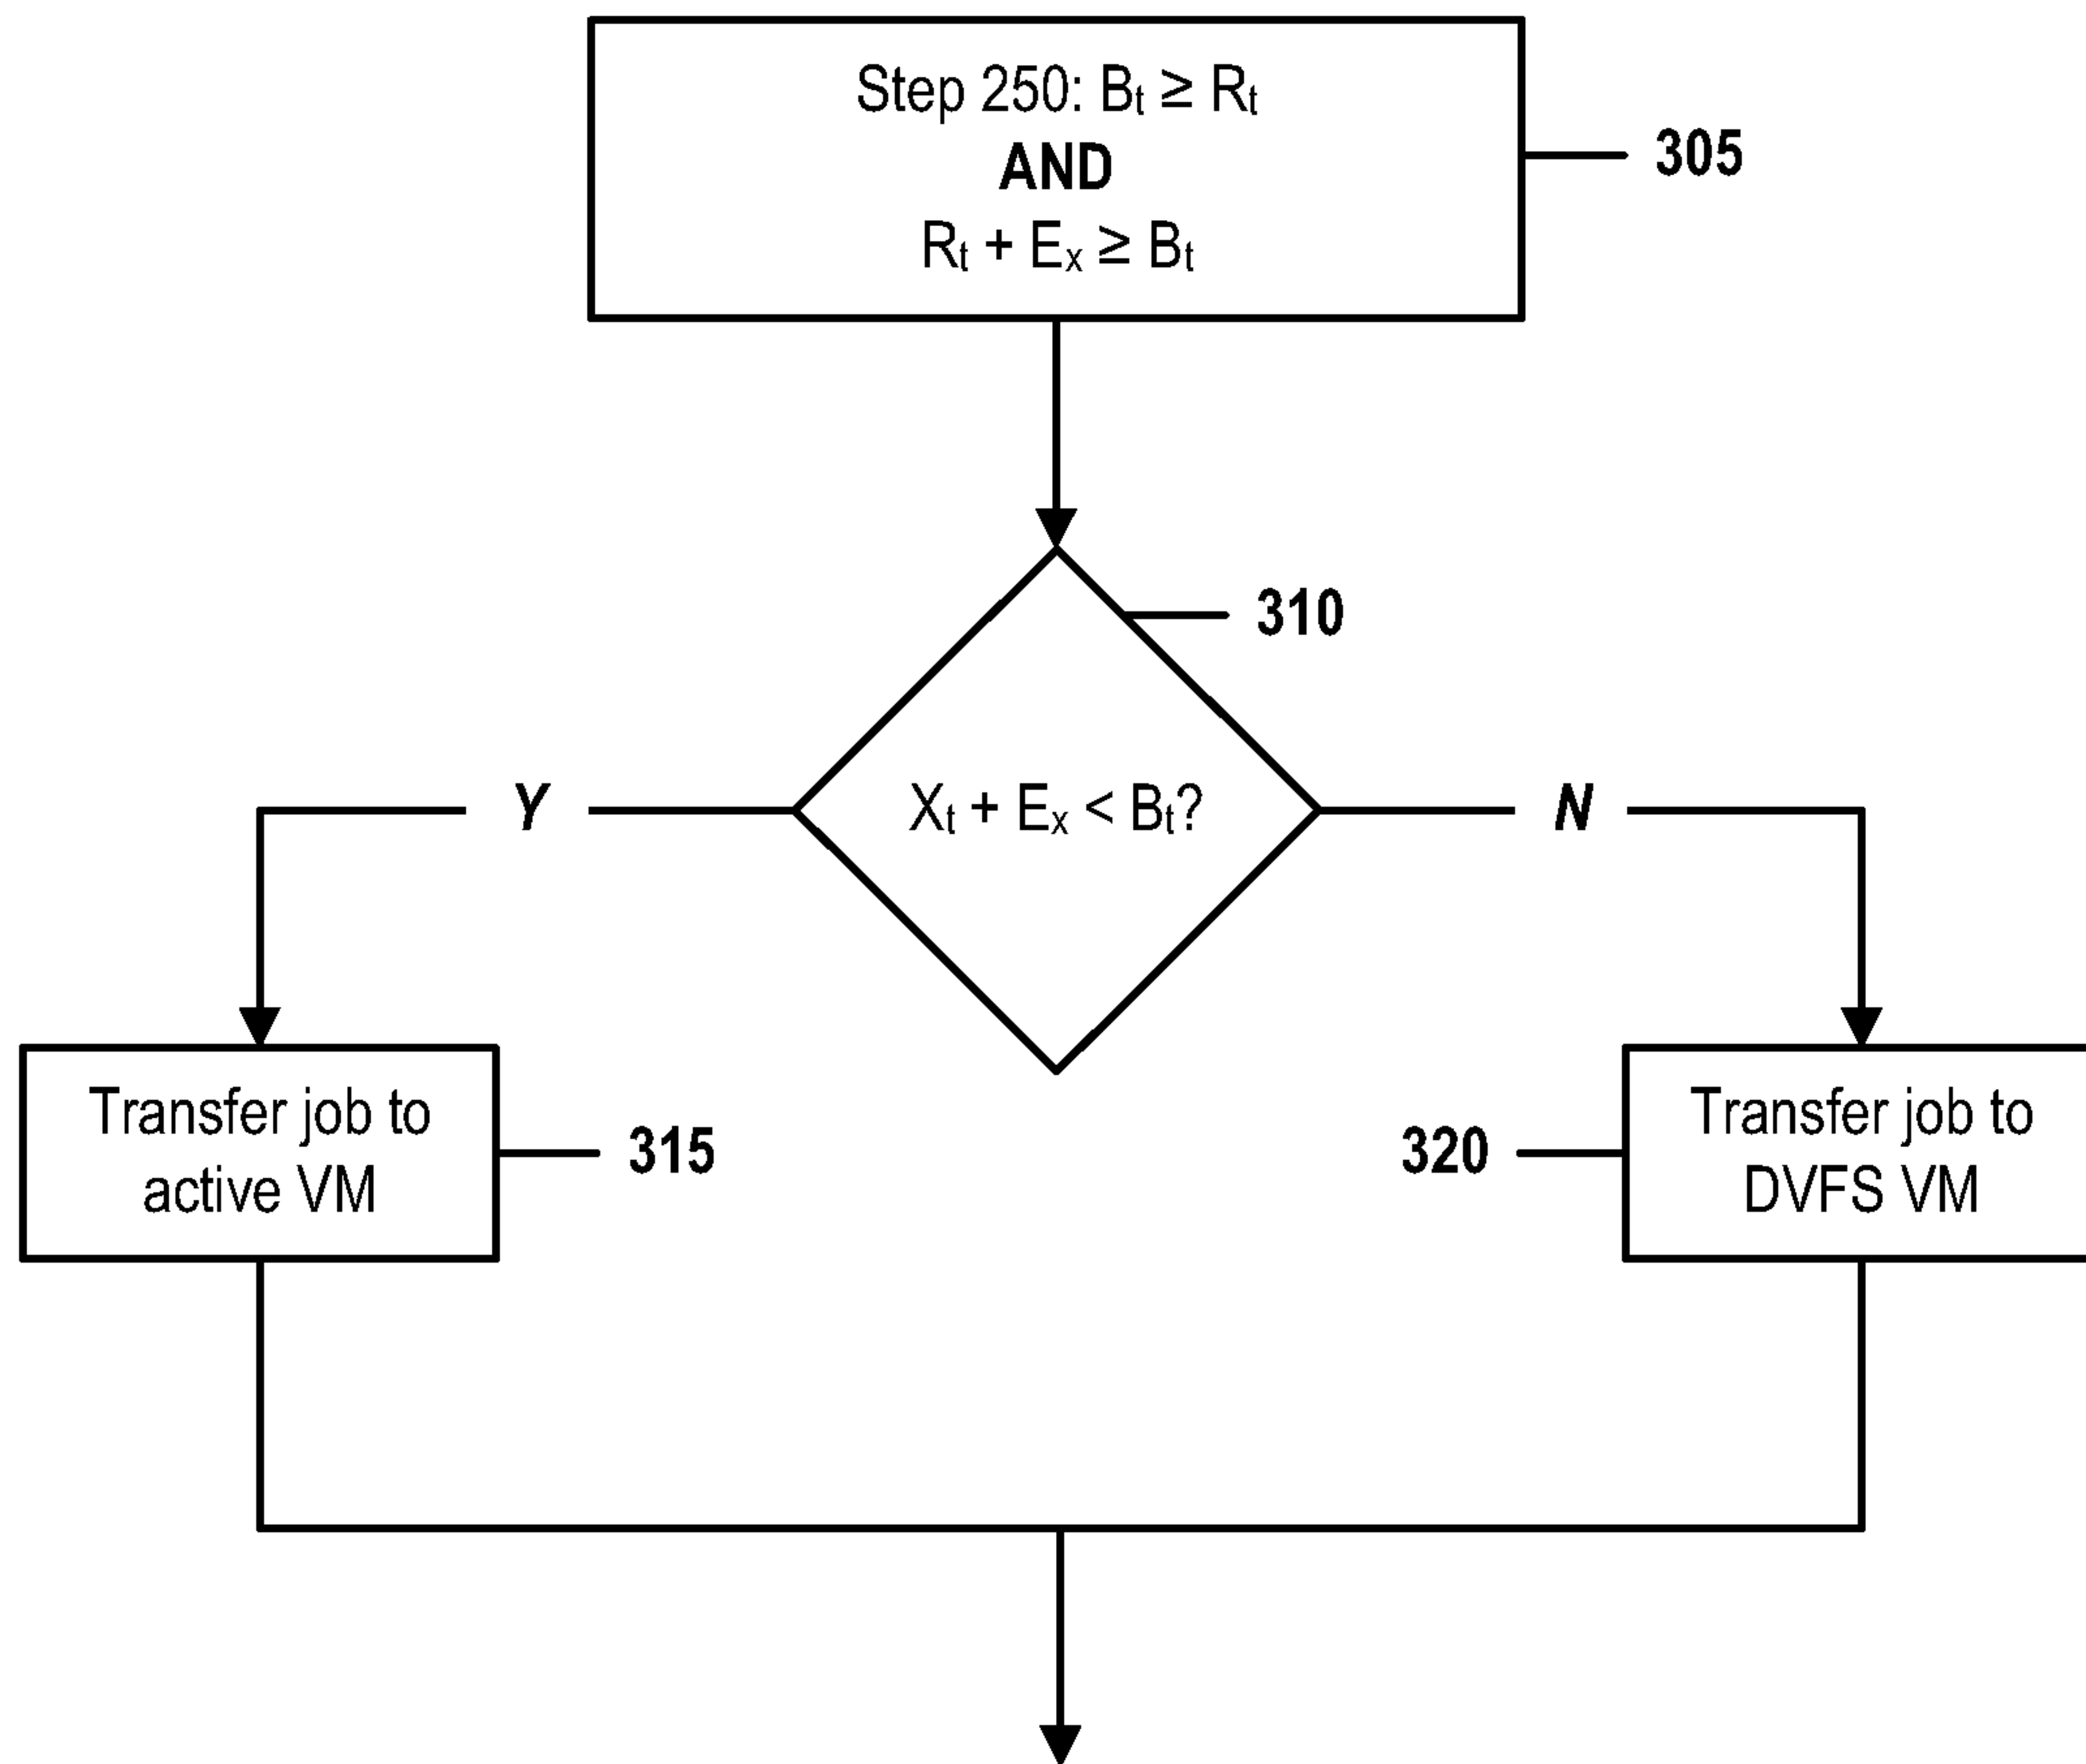 Step 250: Bt ≥ Rt
AND
Rt + Ex ≥ Bt
305
310
Xt + Ex < Bt?
Y
N
Transfer job to
active VM
315
320
Transfer job to
DVFS VM